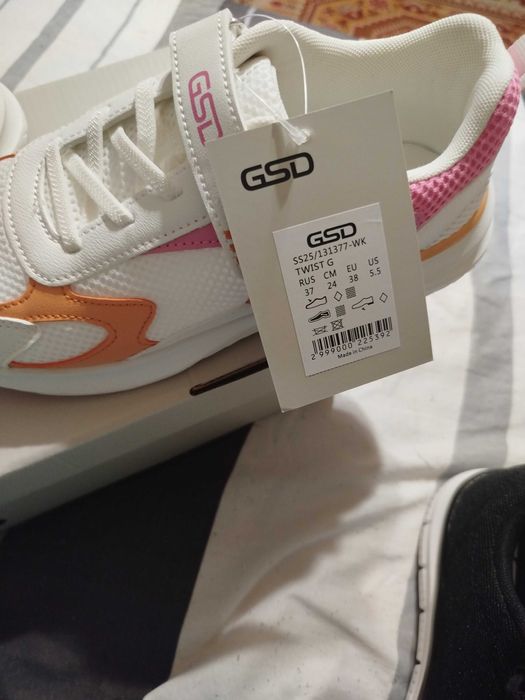 GSD
GSD
GSD
SS25/131377-WK
TWIST G
RUS CM EU US
37 24 38 5.5
2 999000 225392
Made in China